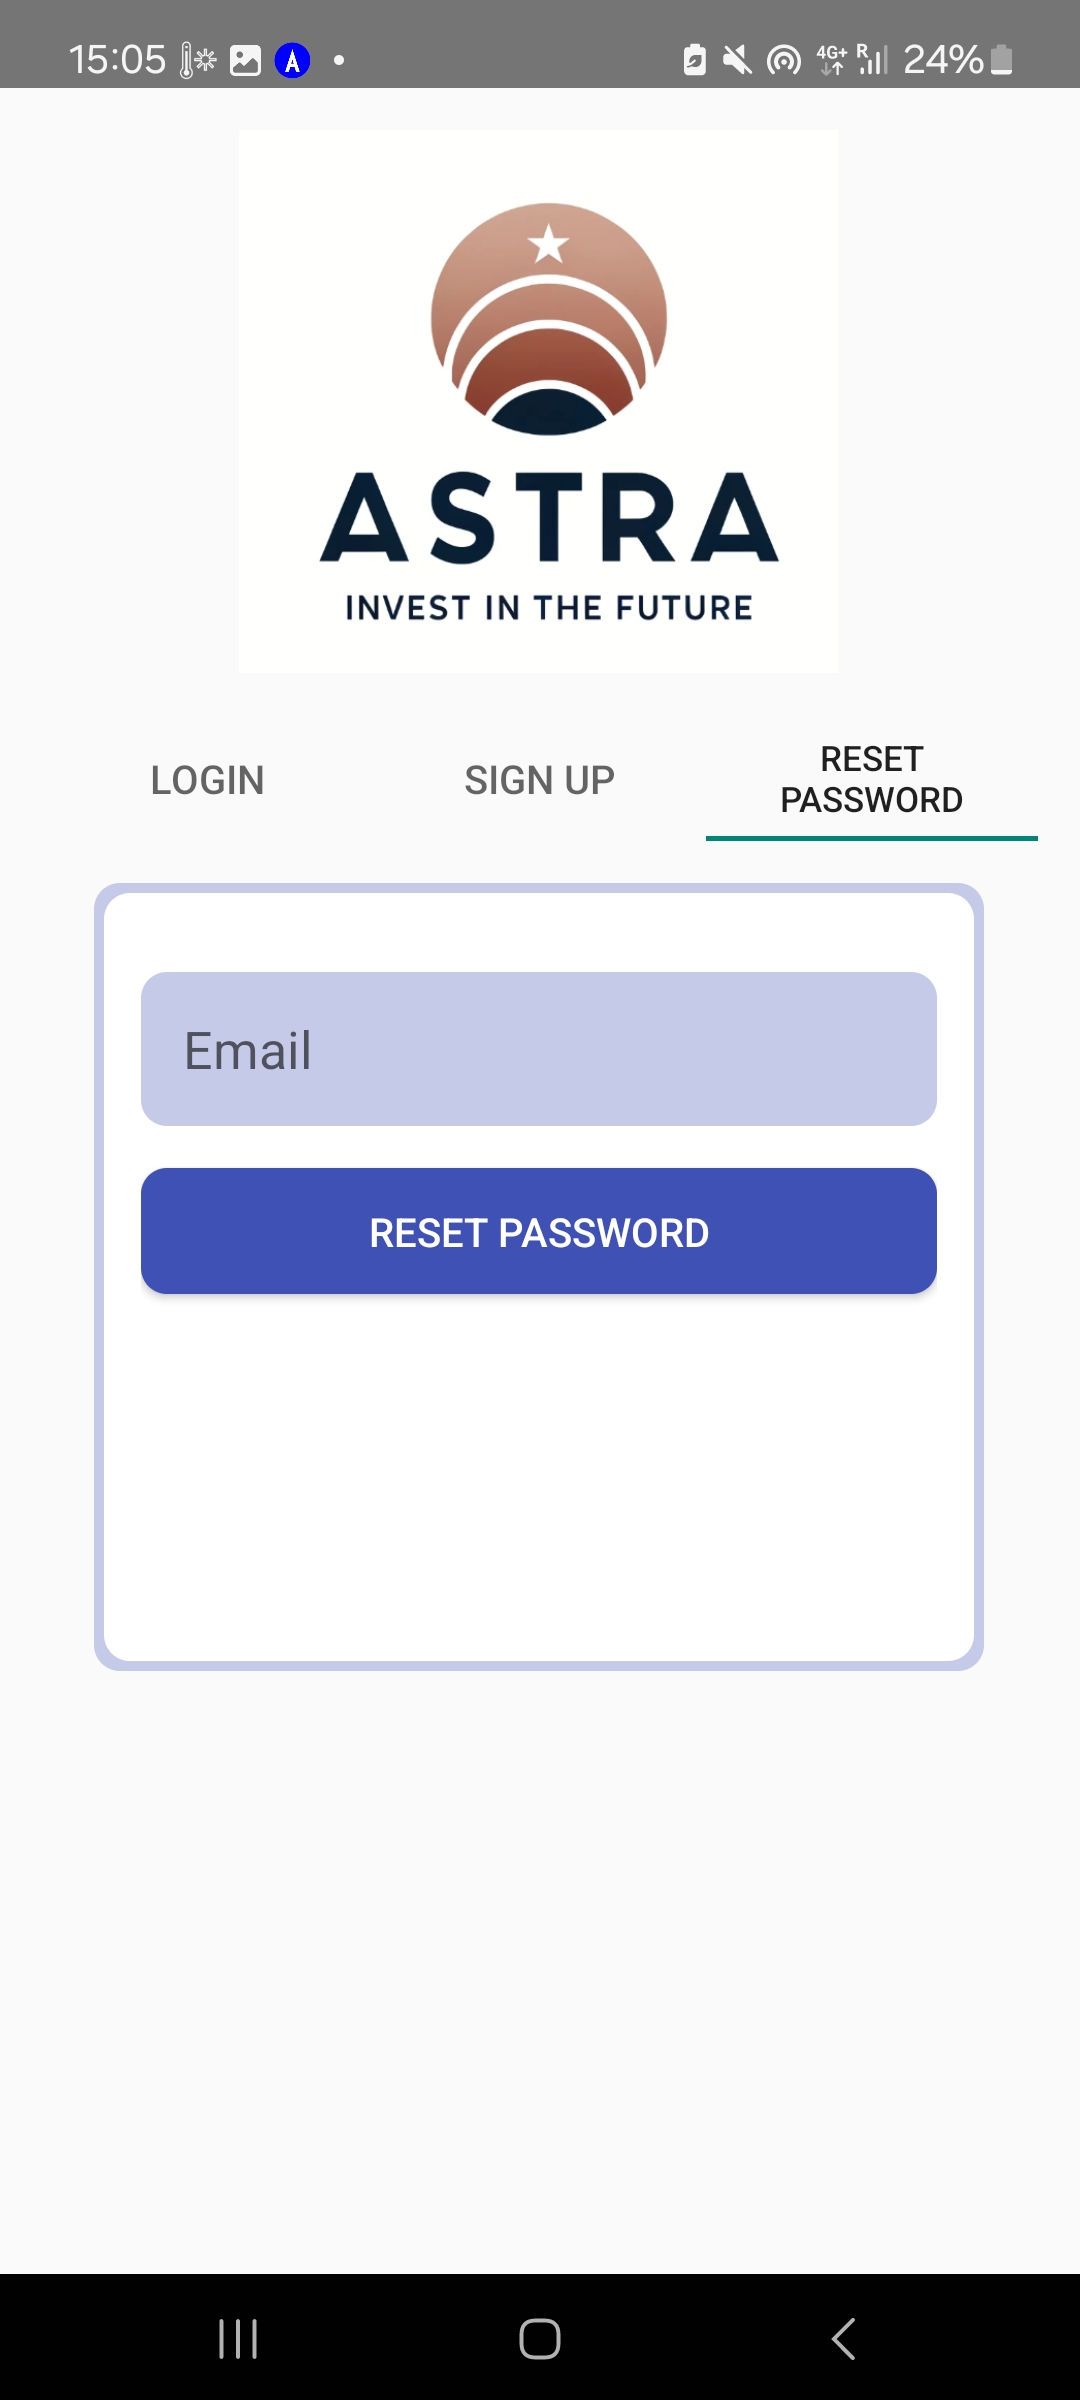 15:05
4G+ R 24%
ASTRA
INVEST IN THE FUTURE
LOGIN
SIGN UP
RESET
PASSWORD
Email
RESET PASSWORD